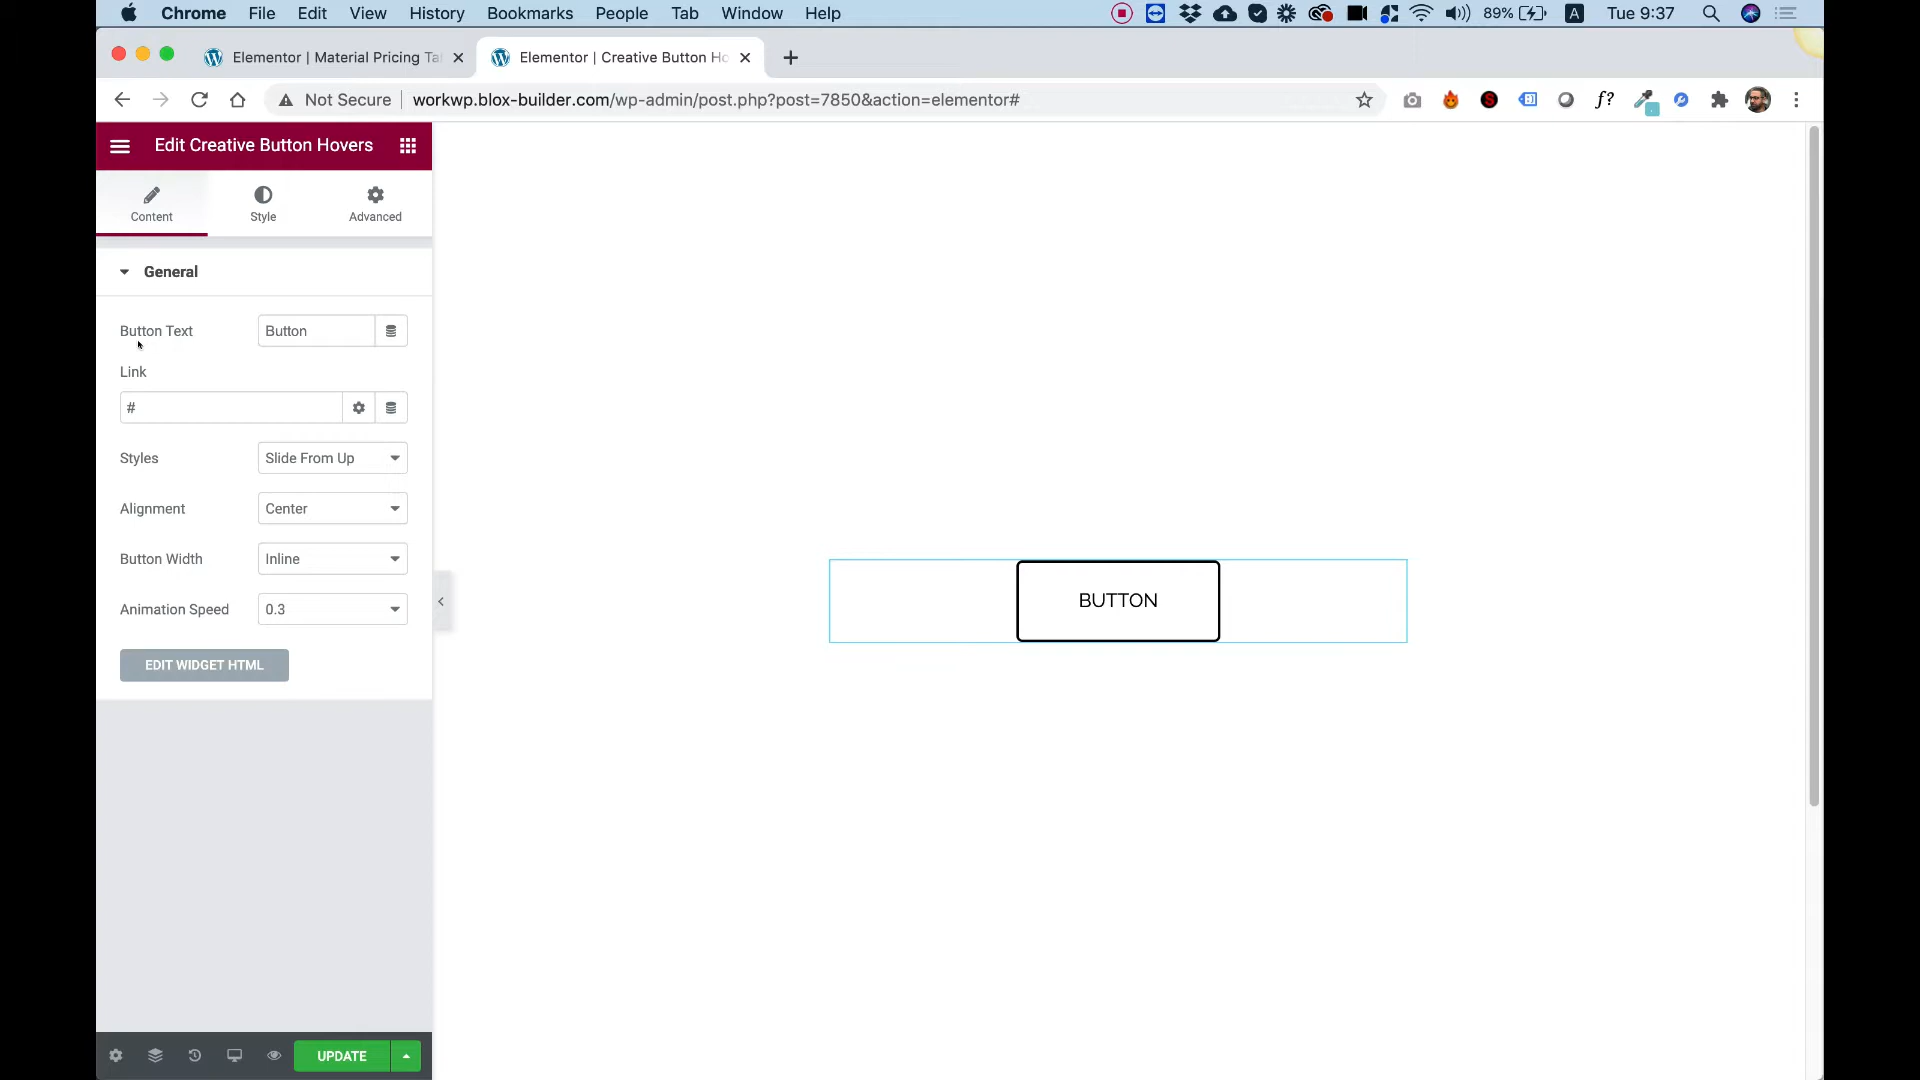 Chrome File Edit View History Bookmarks People Tab Window Help 89% A Tue 9:37
Elementor | Material Pricing Ta Elementor | Creative Button Ho
Not Secure workwp.blox-builder.com/wp-admin/post.php?post=7850&action=elementor# f?
Edit Creative Button Hovers
Content Style Advanced
General
Button Text Button
Link
#
Styles Slide From Up
Alignment Center
Button Width Inline
Animation Speed 0.3
BUTTON
EDIT WIDGET HTML
UPDATE